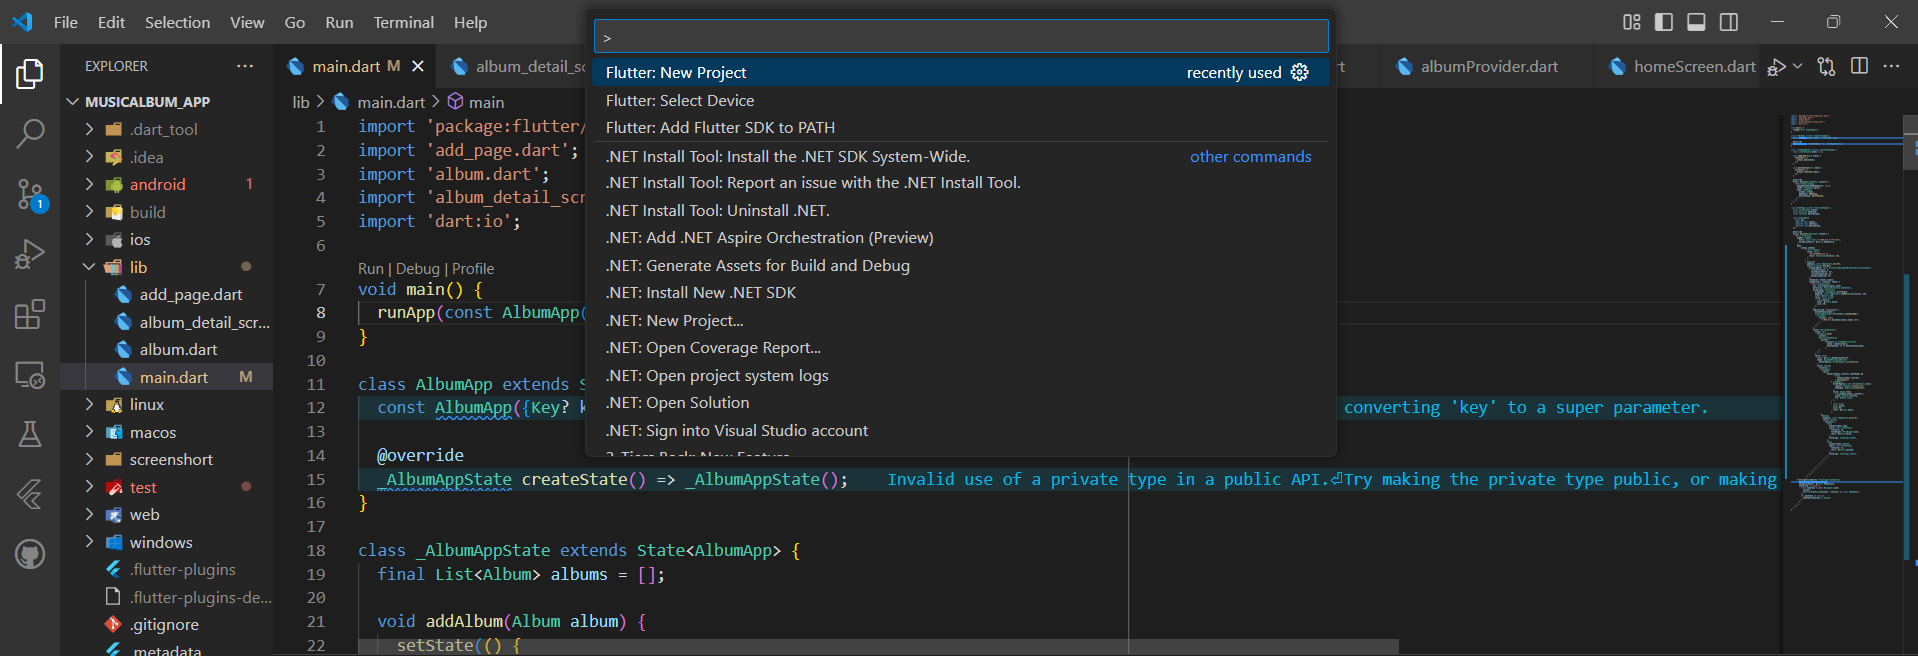 File Edit Selection View Go Run Terminal Help
>
EXPLORER ···
main.dart M
album_detail_sc
albumProvider.dart
homeScreen.dart
MUSICALBUM_APP
.dart_tool
.idea
android 1
build
ios
lib
add_page.dart
album_detail_scr...
album.dart
main.dart M
linux
macos
screenshort
test
web
windows
.flutter-plugins
.flutter-plugins-de...
.gitignore
.metadata
1
lib > main.dart > main
1 import 'package:flutter/
2 import 'add_page.dart';
3 import 'album.dart';
4 import 'album_detail_scr
5 import 'dart:io';
6
Run | Debug | Profile
7 void main() {
8 runApp(const AlbumApp(
9 }
10
11 class AlbumApp extends S
12 const AlbumApp({Key? k converting 'key' to a super parameter.
13
14 @override
15 _AlbumAppState createState() => _AlbumAppState(); Invalid use of a private type in a public API.⏎Try making the private type public, or making
16 }
17
18 class _AlbumAppState extends State<AlbumApp> {
19 final List<Album> albums = [];
20
21 void addAlbum(Album album) {
22 setState(() {
Flutter: New Project recently used
Flutter: Select Device
Flutter: Add Flutter SDK to PATH
.NET Install Tool: Install the .NET SDK System-Wide. other commands
.NET Install Tool: Report an issue with the .NET Install Tool.
.NET Install Tool: Uninstall .NET.
.NET: Add .NET Aspire Orchestration (Preview)
.NET: Generate Assets for Build and Debug
.NET: Install New .NET SDK
.NET: New Project...
.NET: Open Coverage Report...
.NET: Open project system logs
.NET: Open Solution
.NET: Sign into Visual Studio account